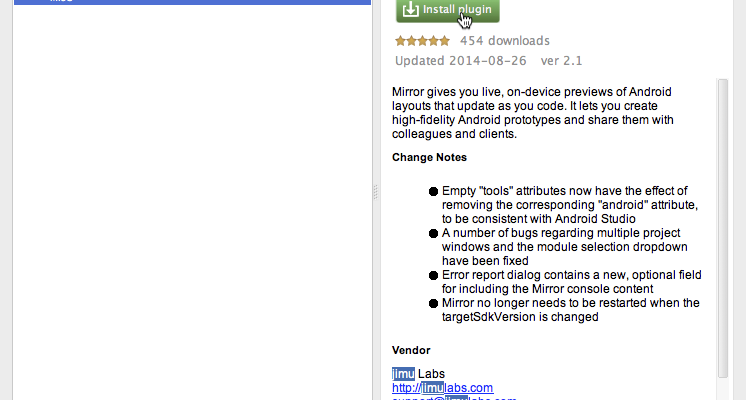 Install plugin
454 downloads
Updated 2014-08-26 ver 2.1
Mirror gives you live, on-device previews of Android
layouts that update as you code. It lets you create
high-fidelity Android prototypes and share them with
colleagues and clients.
Change Notes
Empty "tools" attributes now have the effect of
removing the corresponding "android" attribute,
to be consistent with Android Studio
A number of bugs regarding multiple project
windows and the module selection dropdown
have been fixed
Error report dialog contains a new, optional field
for including the Mirror console content
Mirror no longer needs to be restarted when the
targetSdkVersion is changed
Vendor
jimu Labs
http://jimulabs.com
support@jimulabs.com